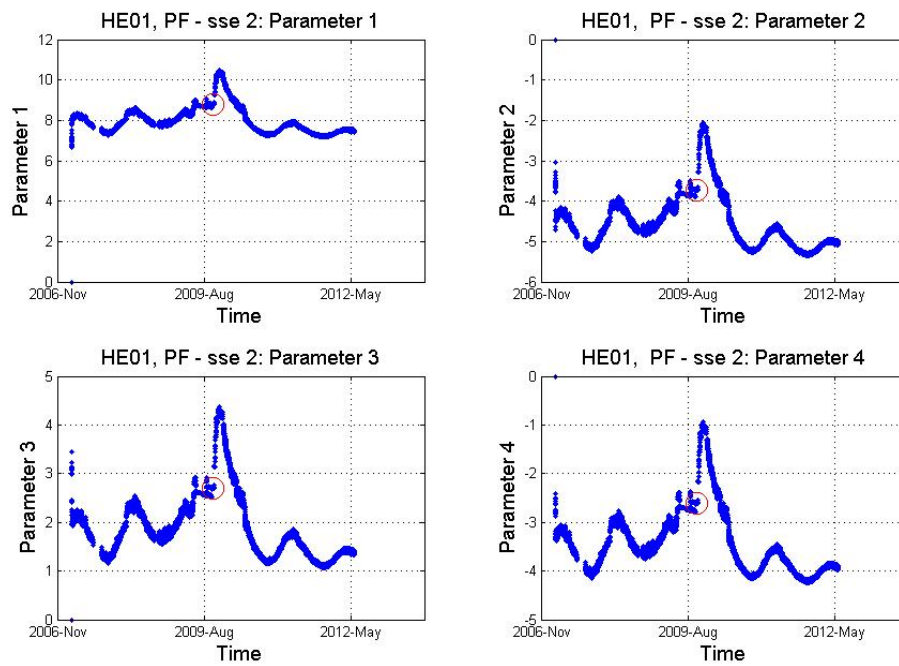 HE01, PF - sse 2: Parameter 1
12
10
8
6
4
2
0
Parameter 1
2006-Nov 2009-Aug 2012-May
Time
HE01, PF - sse 2: Parameter 2
0
-1
-2
-3
-4
-5
-6
Parameter 2
2006-Nov 2009-Aug 2012-May
Time
HE01, PF - sse 2: Parameter 3
5
4
3
2
1
0
Parameter 3
2006-Nov 2009-Aug 2012-May
Time
HE01, PF - sse 2: Parameter 4
0
-1
-2
-3
-4
-5
Parameter 4
2006-Nov 2009-Aug 2012-May
Time